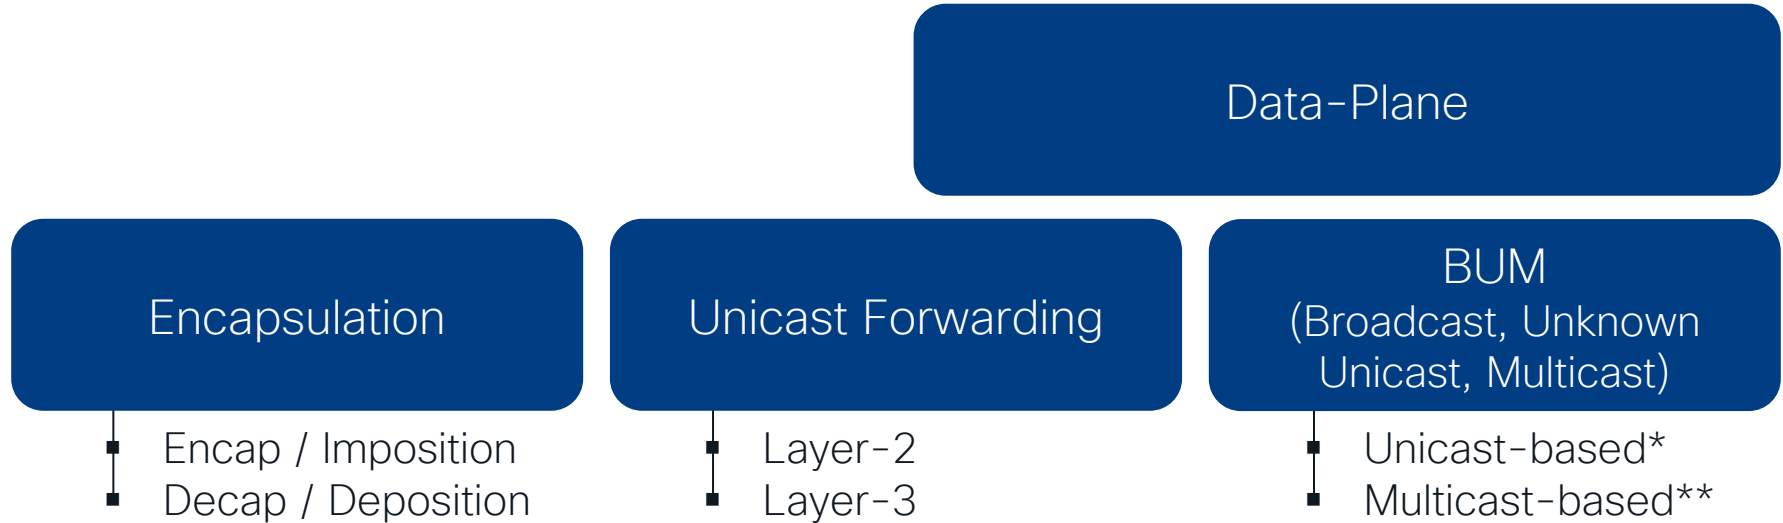 Data-Plane
Encapsulation
Unicast Forwarding
BUM
(Broadcast, Unknown
Unicast, Multicast)
Encap / Imposition
Decap / Deposition
Layer-2
Layer-3
Unicast-based*
Multicast-based**